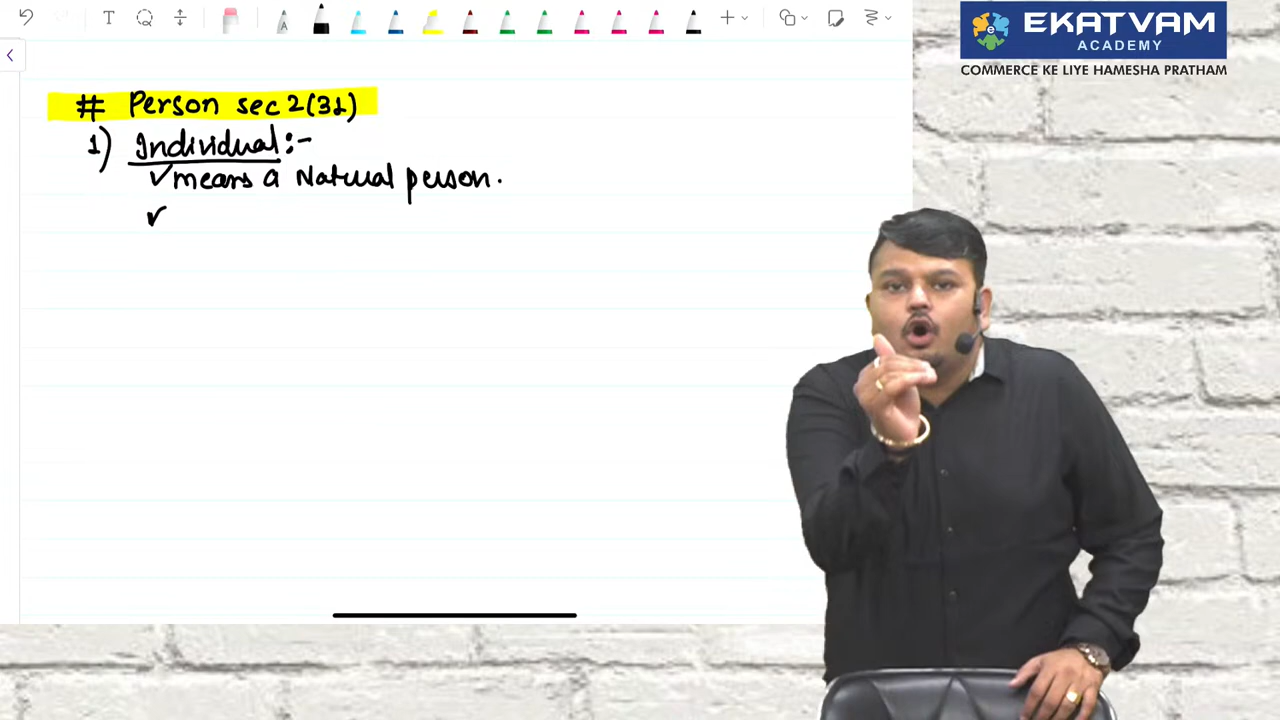 EKATVAM
ACADEMY
COMMERCE KE LIYE HAMESHA PRATHAM
# Person sec 2(31)
1) Individual:-
✓means a Natural person.
✓